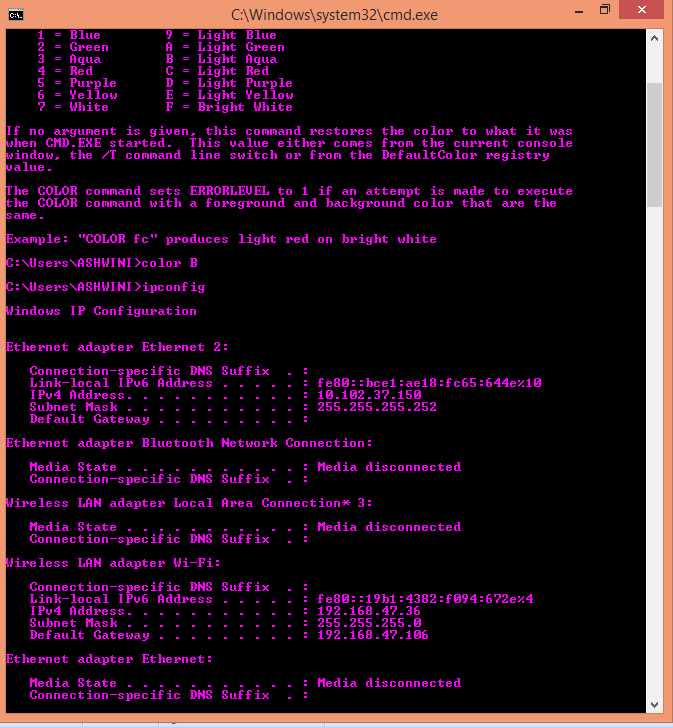 C:\Windows\system32\cmd.exe
1 = Blue 9 = Light Blue
2 = Green A = Light Green
3 = Aqua B = Light Aqua
4 = Red C = Light Red
5 = Purple D = Light Purple
6 = Yellow E = Light Yellow
7 = White F = Bright White
If no argument is given, this command restores the color to what it was
when CMD.EXE started. This value either comes from the current console
window, the /T command line switch or from the DefaultColor registry
value.
The COLOR command sets ERRORLEVEL to 1 if an attempt is made to execute
the COLOR command with a foreground and background color that are the
same.
Example: "COLOR fc" produces light red on bright white
C:\Users\ASHWINI>color B
C:\Users\ASHWINI>ipconfig
Windows IP Configuration
Ethernet adapter Ethernet 2:
Connection-specific DNS Suffix . :
Link-local IPv6 Address . . . . . : fe80::bce1:ae18:fc65:644e%10
IPv4 Address. . . . . . . . . . . : 10.102.37.150
Subnet Mask . . . . . . . . . . . : 255.255.255.252
Default Gateway . . . . . . . . . :
Ethernet adapter Bluetooth Network Connection:
Media State . . . . . . . . . . . : Media disconnected
Connection-specific DNS Suffix . :
Wireless LAN adapter Local Area Connection* 3:
Media State . . . . . . . . . . . : Media disconnected
Connection-specific DNS Suffix . :
Wireless LAN adapter Wi-Fi:
Connection-specific DNS Suffix . :
Link-local IPv6 Address . . . . . : fe80::19b1:4382:f094:672e%4
IPv4 Address. . . . . . . . . . . : 192.168.47.36
Subnet Mask . . . . . . . . . . . : 255.255.255.0
Default Gateway . . . . . . . . . : 192.168.47.106
Ethernet adapter Ethernet:
Media State . . . . . . . . . . . : Media disconnected
Connection-specific DNS Suffix . :